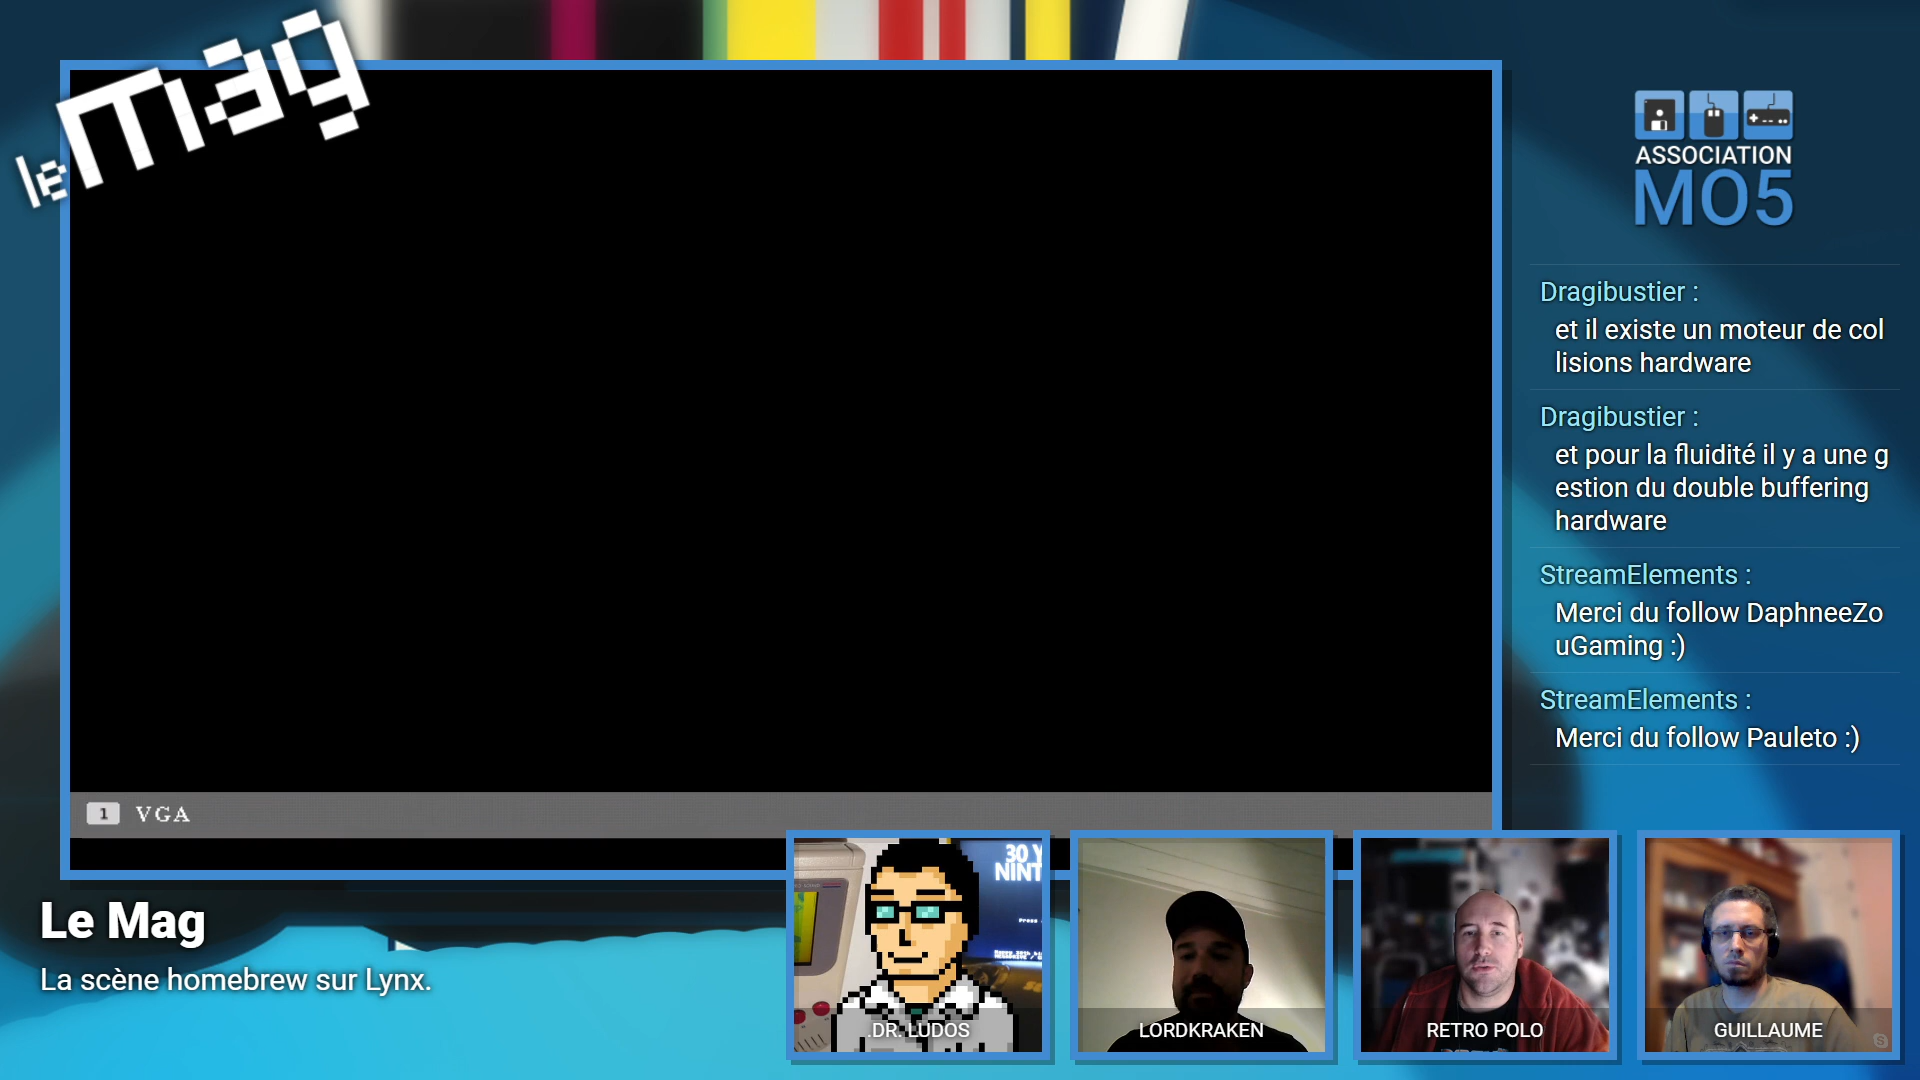 le mag
ASSOCIATION
MO5
Dragibustier :
et il existe un moteur de col
lisions hardware
Dragibustier :
et pour la fluidité il y a une g
estion du double buffering
hardware
StreamElements :
Merci du follow DaphneeZo
uGaming :)
StreamElements :
Merci du follow Pauleto :)
1 VGA
30 Y
NINT
Le Mag
La scène homebrew sur Lynx.
DR. LUDOS
LORDKRAKEN
RETRO POLO
GUILLAUME